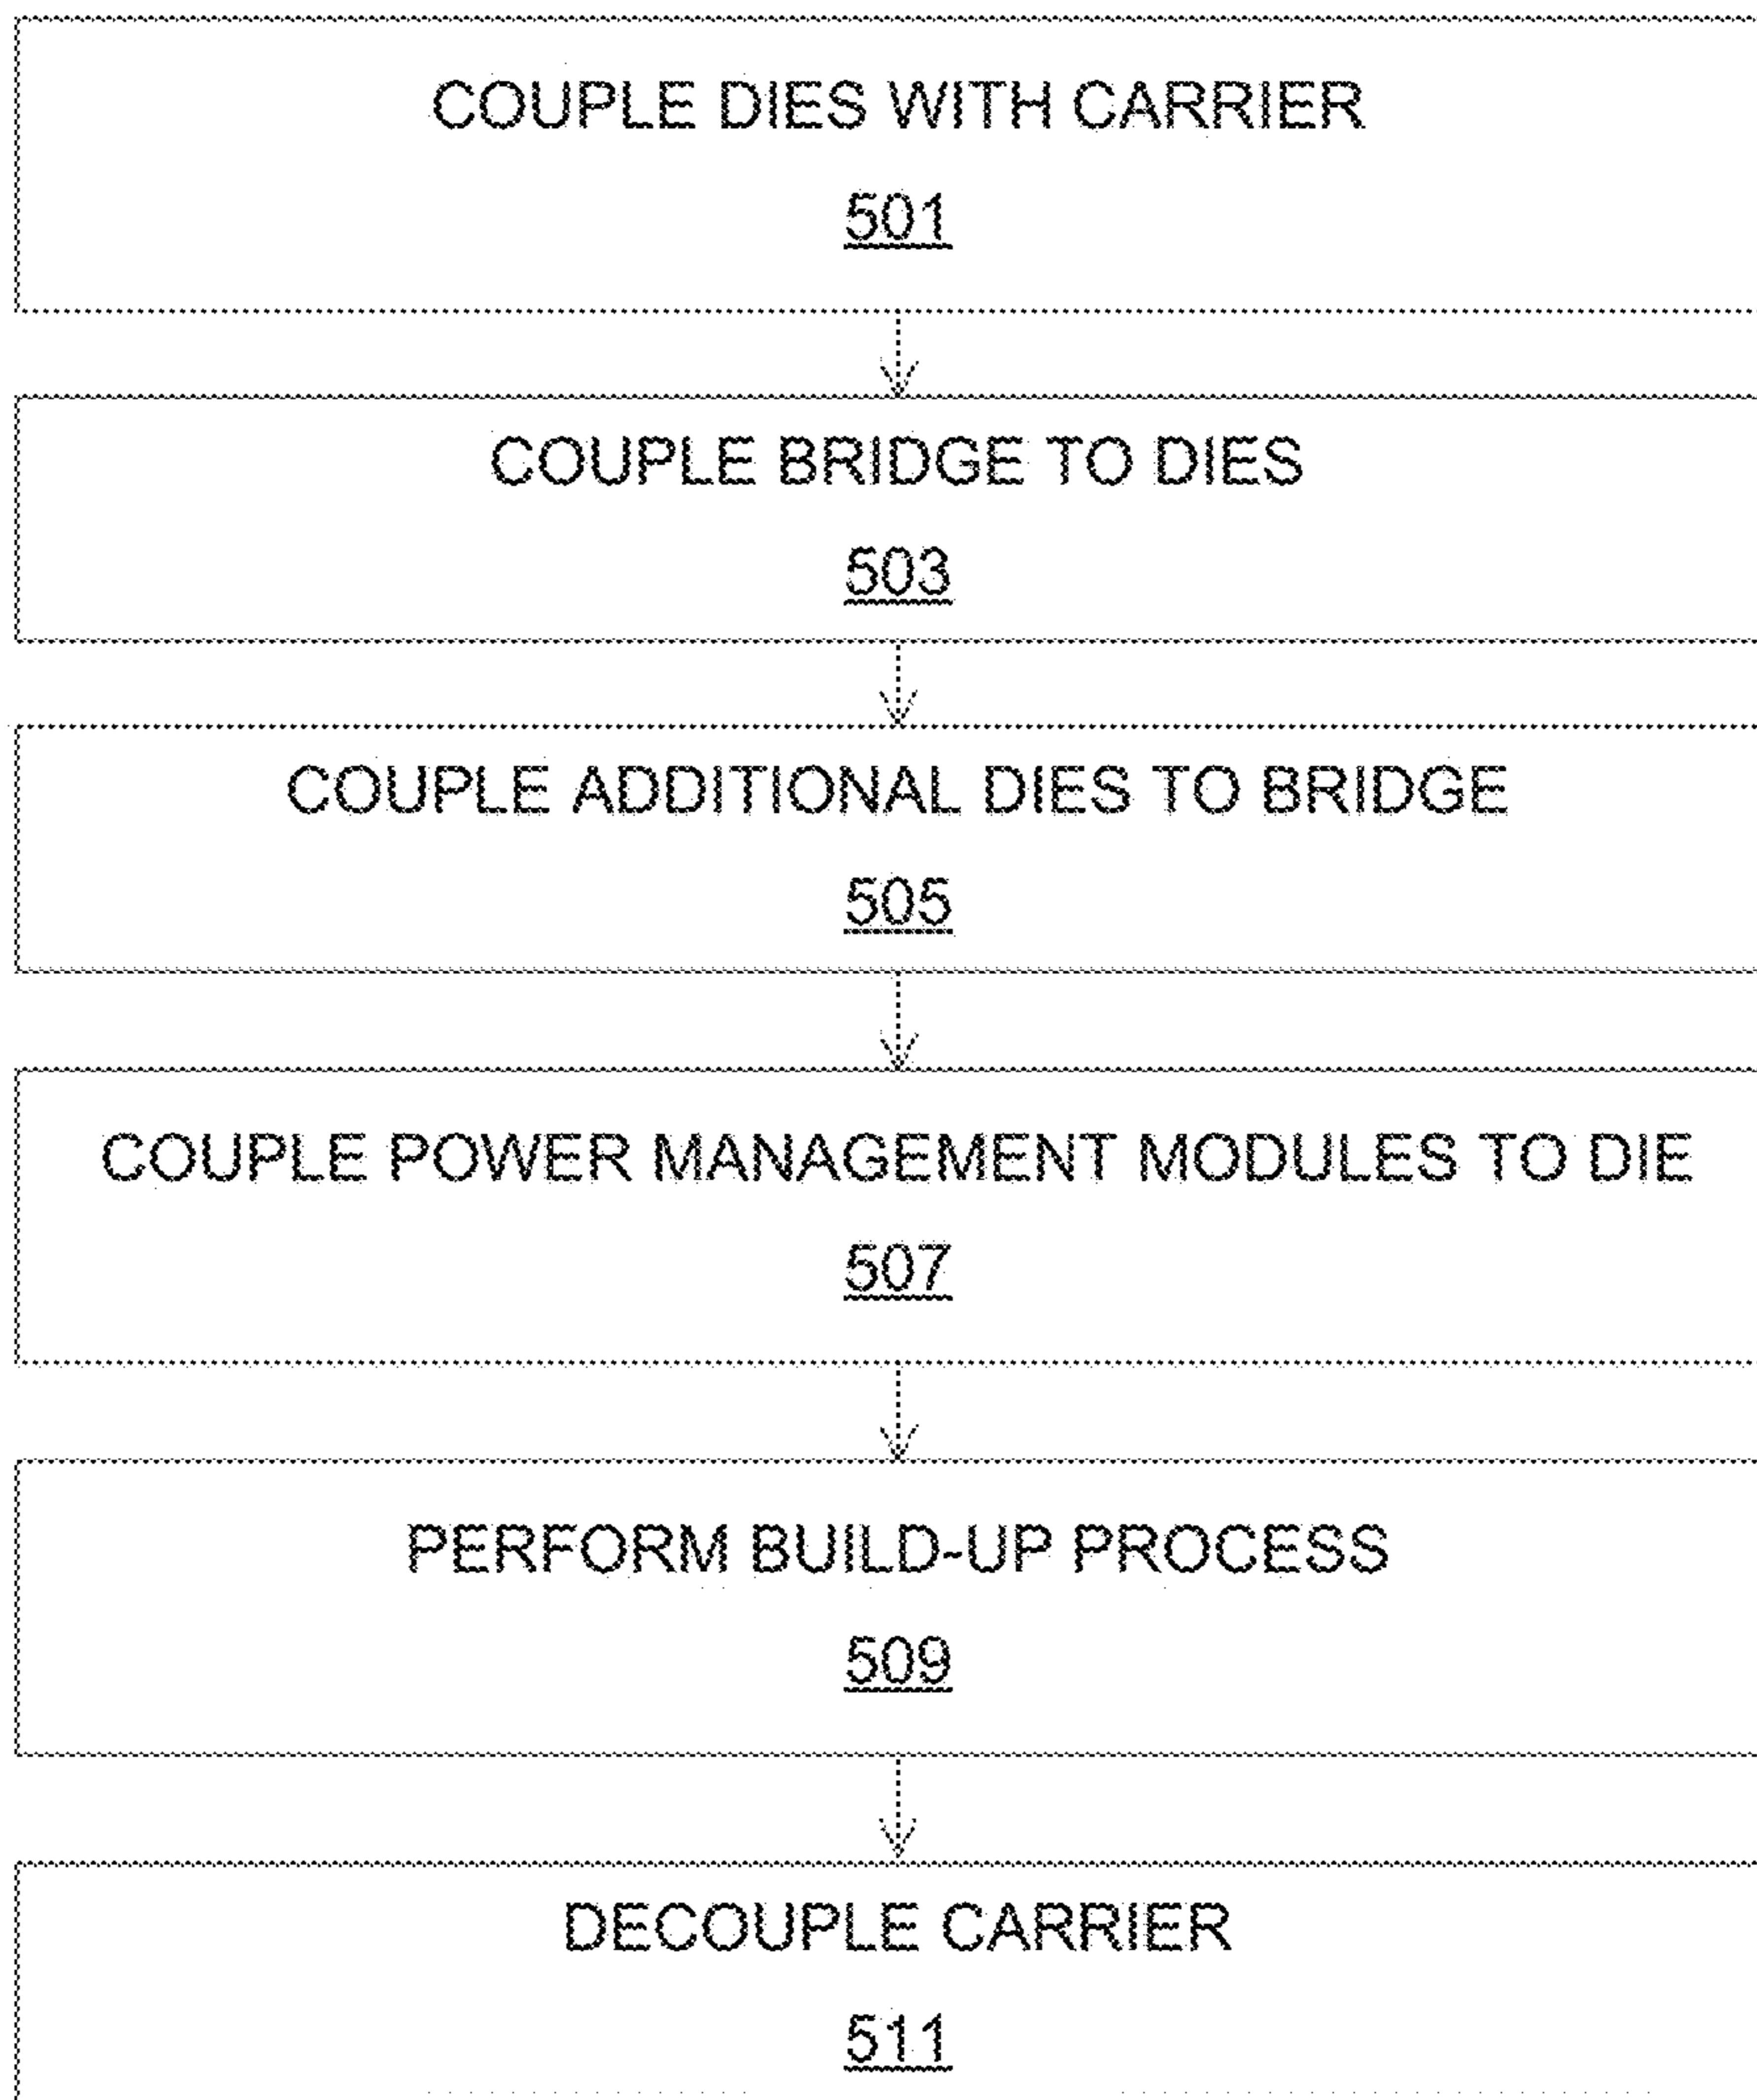 COUPLE DIES WITH CARRIER
501
COUPLE BRIDGE TO DIES
503
COUPLE ADDITIONAL DIES TO BRIDGE
505
COUPLE POWER MANAGEMENT MODULES TO DIE
507
PERFORM BUILD-UP PROCESS
509
DECOUPLE CARRIER
511